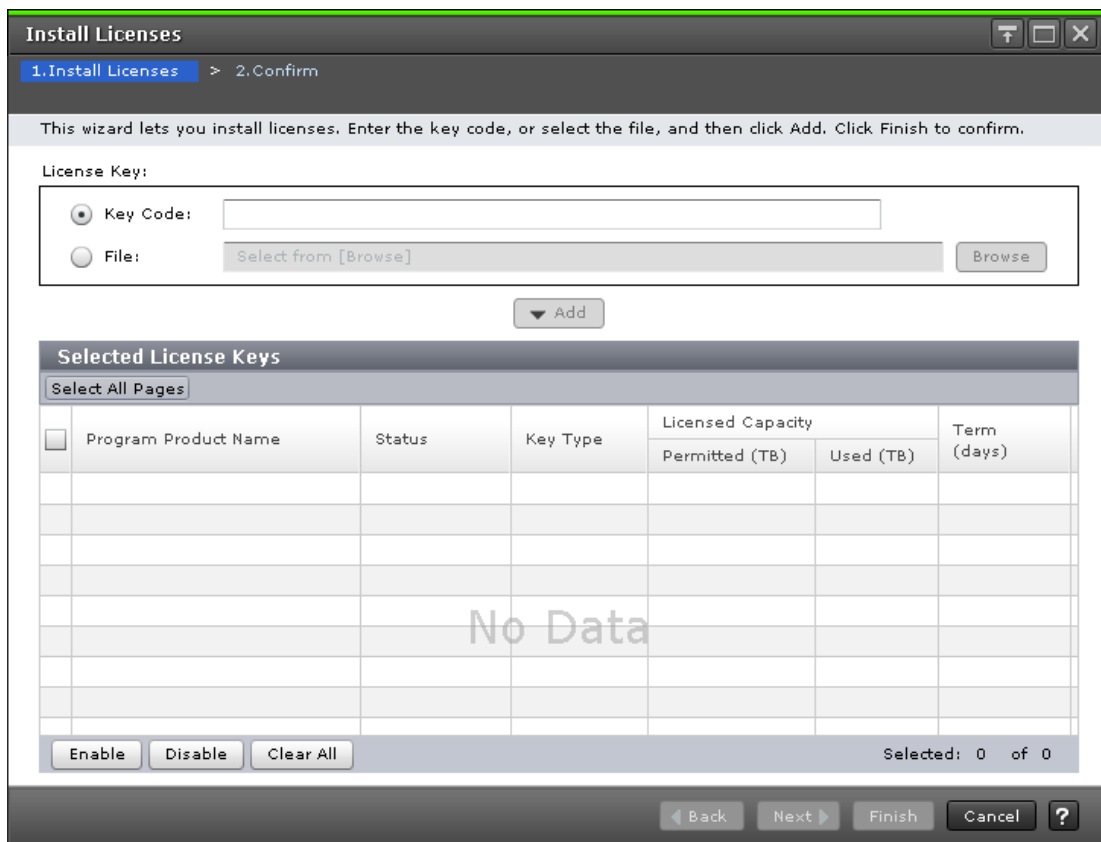 Install Licenses
1.Install Licenses > 2.Confirm
This wizard lets you install licenses. Enter the key code, or select the file, and then click Add. Click Finish to confirm.
License Key:
Key Code:
File: Select from [Browse] Browse
Add
Selected License Keys
Select All Pages
Program Product Name Status Key Type Licensed Capacity Permitted (TB) Used (TB) Term (days)
No Data
Enable Disable Clear All Selected: 0 of 0
Back Next Finish Cancel ?